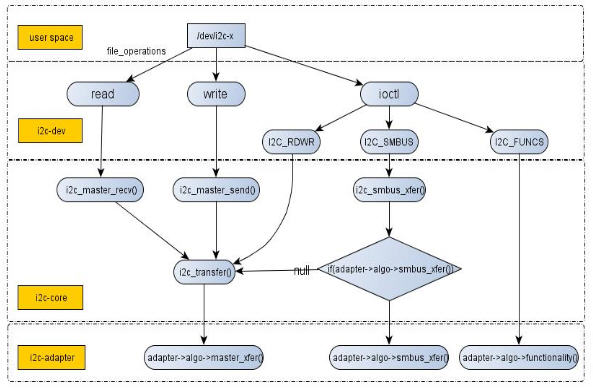 user space
/dev/i2c-x
file_operations
read
write
ioctl
i2c-dev
I2C_RDWR
I2C_SMBUS
I2C_FUNCS
i2c_master_recv()
i2c_master_send()
i2c_smbus_xfer()
i2c_transfer()
null
if(adapter->algo->smbus_xfer())
i2c-core
i2c-adapter
adapter->algo->master_xfer()
adapter->algo->smbus_xfer()
adapter->algo->functionality()